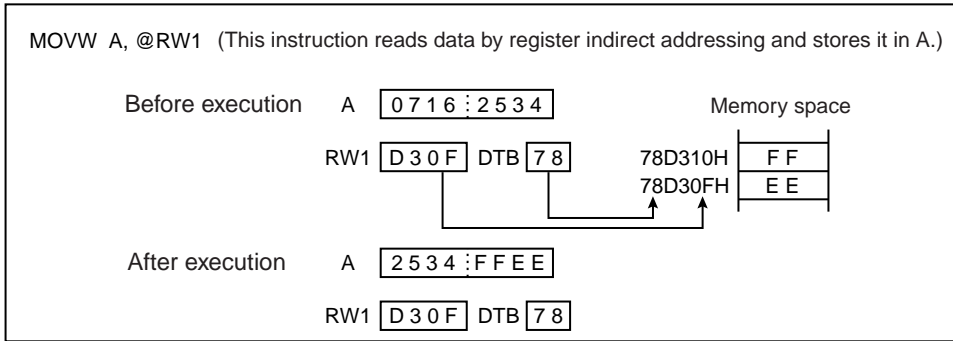 MOVW A, @RW1 (This instruction reads data by register indirect addressing and stores it in A.)
Before execution A 0716 2534
Memory space
RW1 D30F DTB 78 78D310H FF
78D30FH EE
After execution A 2534 FFEE
RW1 D30F DTB 78